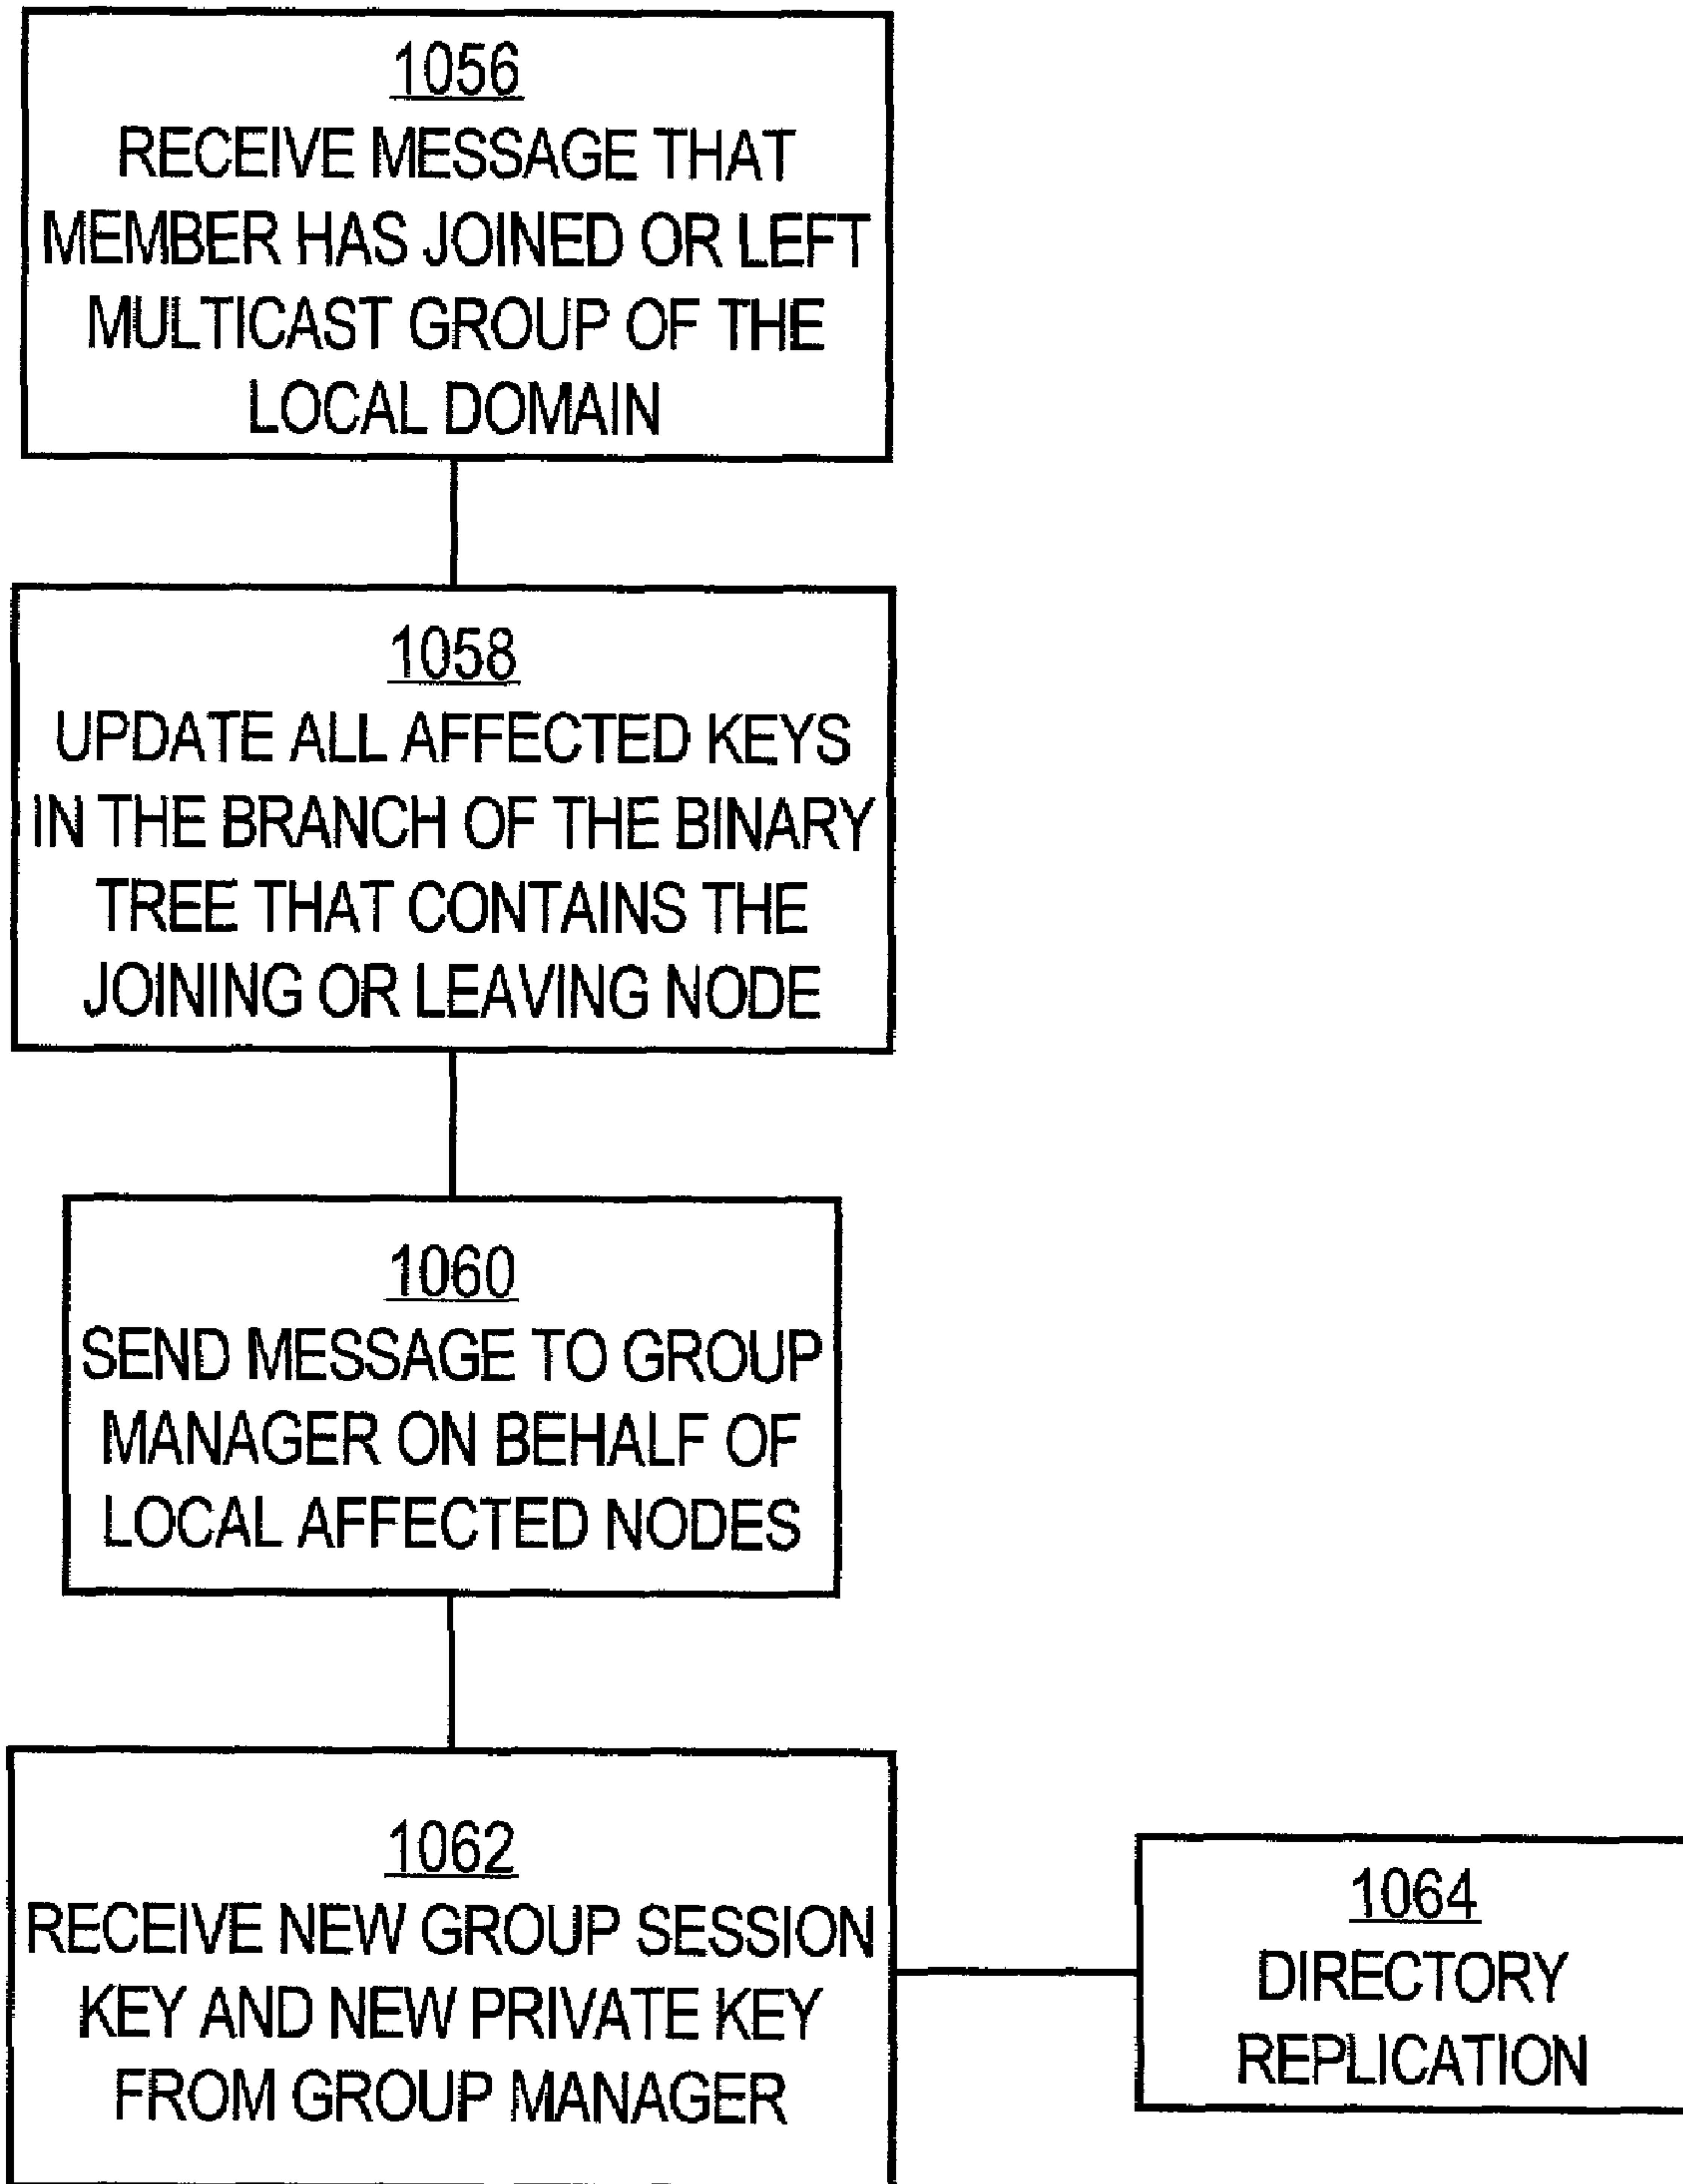 1056
RECEIVE MESSAGE THAT
MEMBER HAS JOINED OR LEFT
MULTICAST GROUP OF THE
LOCAL DOMAIN
1058
UPDATE ALL AFFECTED KEYS
IN THE BRANCH OF THE BINARY
TREE THAT CONTAINS THE
JOINING OR LEAVING NODE
1060
SEND MESSAGE TO GROUP
MANAGER ON BEHALF OF
LOCAL AFFECTED NODES
1062
RECEIVE NEW GROUP SESSION
KEY AND NEW PRIVATE KEY
FROM GROUP MANAGER
1064
DIRECTORY
REPLICATION